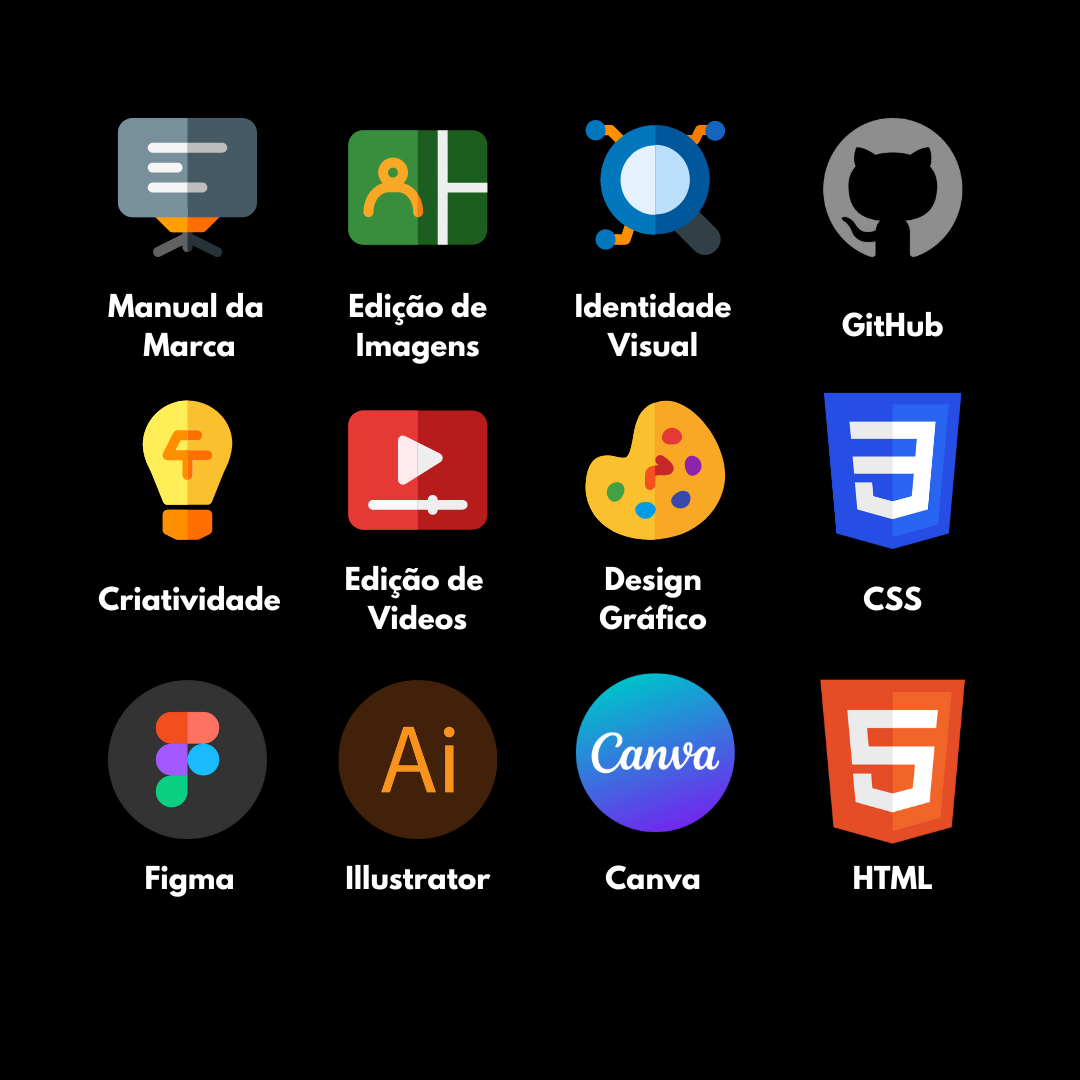 Manual da
Marca
Edição de
Imagens
Identidade
Visual
GitHub
Criatividade
Edição de
Videos
Design
Gráfico
CSS
Ai
Canva
Figma
Illustrator
Canva
HTML